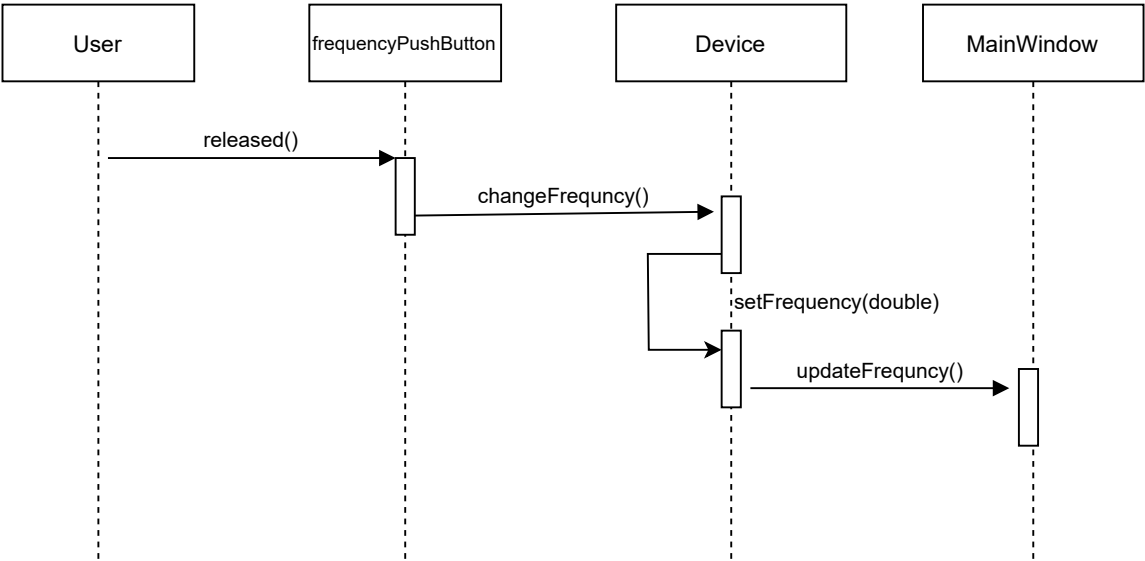 User
frequencyPushButton
Device
MainWindow
released()
changeFrequncy()
setFrequency(double)
updateFrequncy()